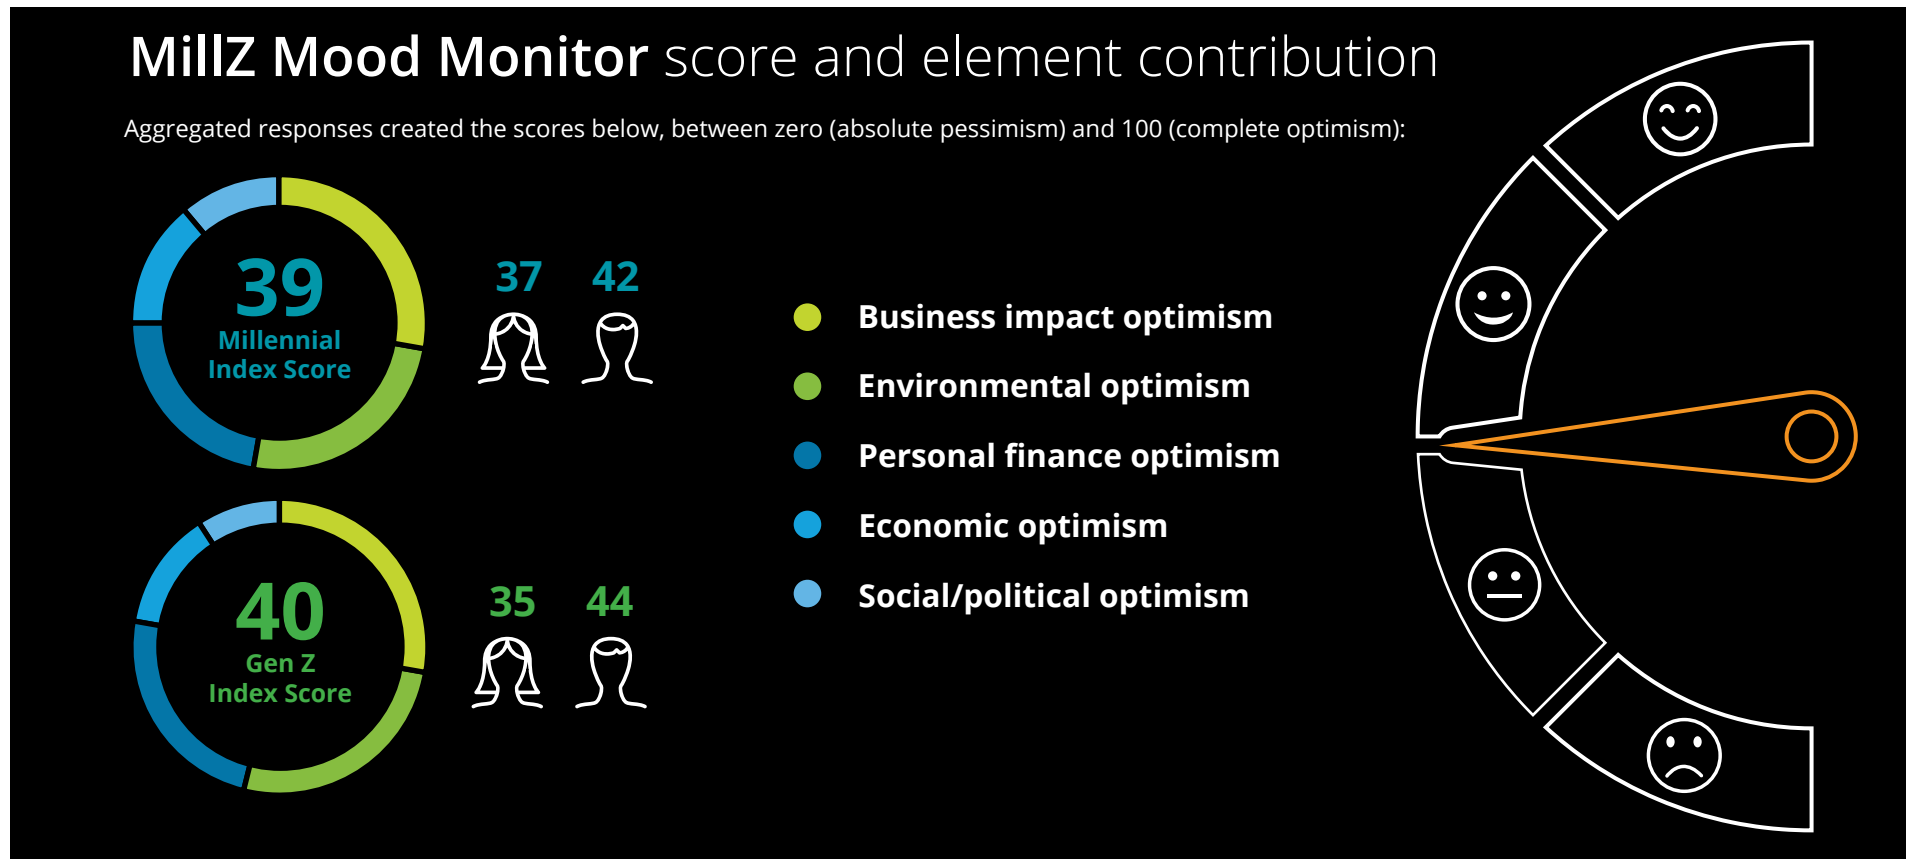 MillZ Mood Monitor score and element contribution
Aggregated responses created the scores below, between zero (absolute pessimism) and 100 (complete optimism):
39
Millennial
Index Score
37 42
40
Gen Z
Index Score
35 44
Business impact optimism
Environmental optimism
Personal finance optimism
Economic optimism
Social/political optimism